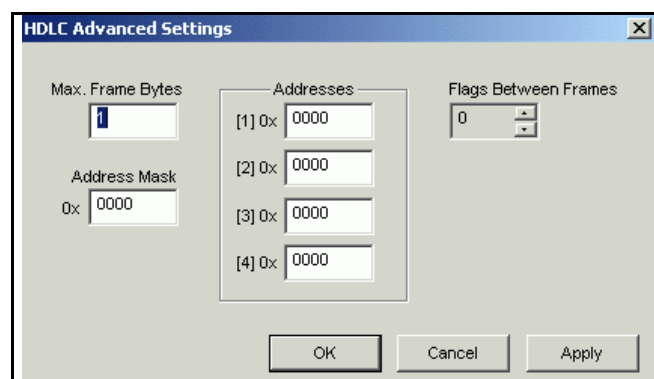 HDLC Advanced Settings
Max. Frame Bytes
1
Address Mask
0x 0000
Addresses
[1] 0x 0000
[2] 0x 0000
[3] 0x 0000
[4] 0x 0000
Flags Between Frames
0
OK Cancel Apply